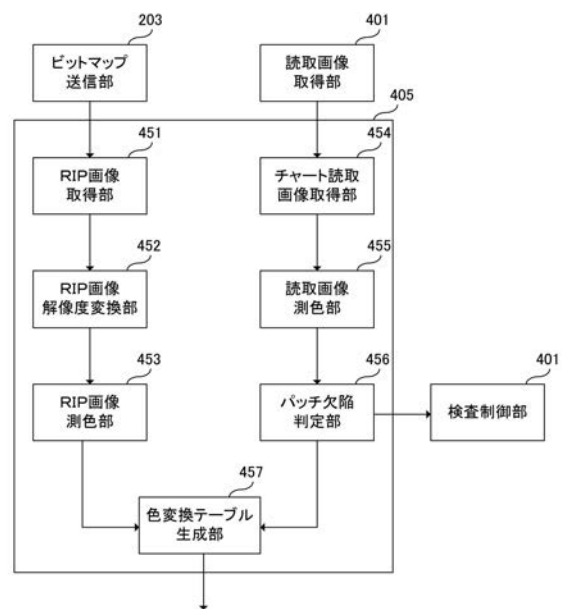 203
ビットマップ
送信部
401
読取画像
取得部
405
451
RIP画像
取得部
454
チャート読取
画像取得部
452
RIP画像
解像度変換部
455
読取画像
測色部
453
RIP画像
測色部
456
パッチ欠陥
判定部
401
検査制御部
457
色変換テーブル
生成部